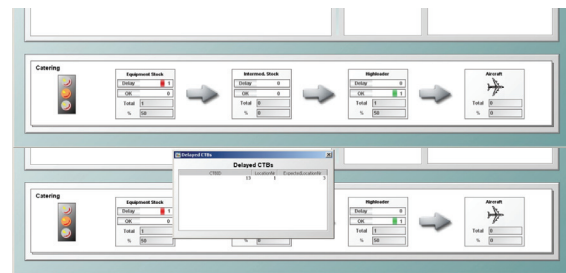 Catering
Equipment Stock
Delay 1
OK 0
Total 1
% 50
Intermed. Stock
Delay 0
OK 0
Total 0
% 0
Highloader
Delay 0
OK 1
Total 1
% 50
Aircraft
Total 0
% 0
Delayed CTBs
Delayed CTBs
CTBID LocationNr ExpectedLocationNr
13 1 3
Catering
Equipment Stock
Delay 1
OK 0
Total 1
% 50
% 0
Highloader
Delay 0
OK 1
Total 1
% 50
Aircraft
Total 0
% 0